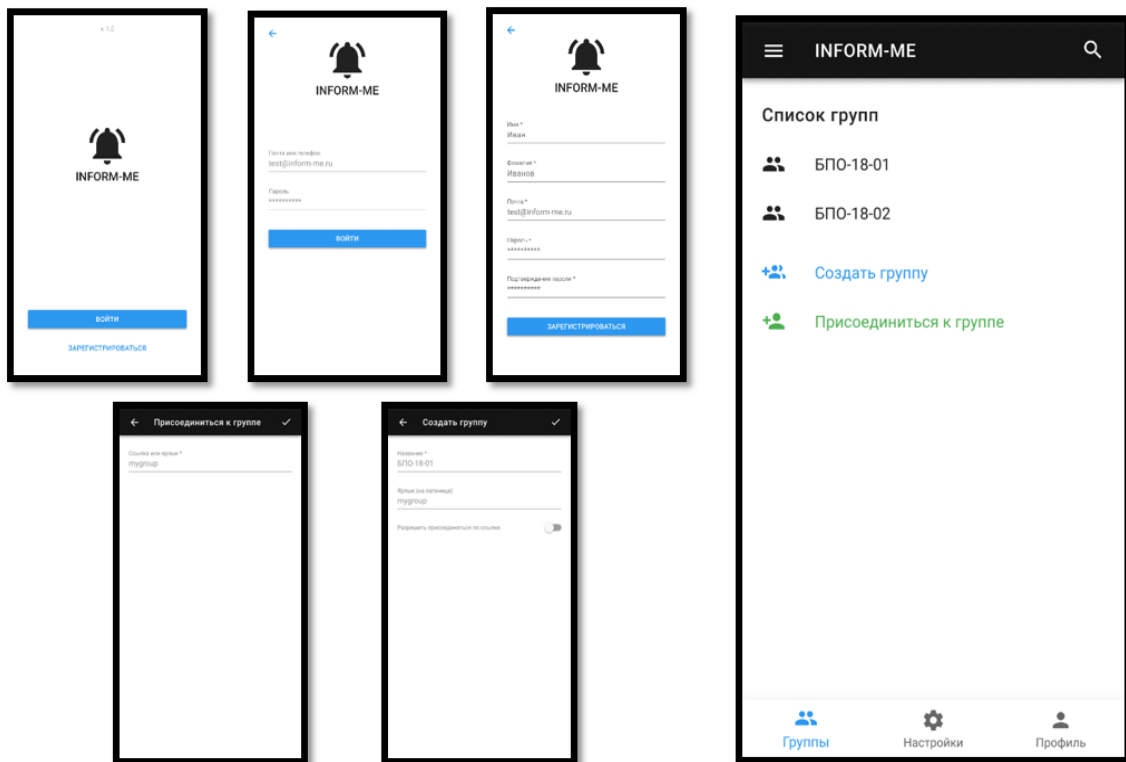 v. 1.0
INFORM-ME
ВОЙТИ
ЗАРЕГИСТРИРОВАТЬСЯ
INFORM-ME
Почта или телефон
test@inform-me.ru
Пароль
**********
ВОЙТИ
INFORM-ME
Имя *
Иван
Фамилия *
Иванов
Почта *
test@inform-me.ru
Пароль *
**********
Подтверждение пароля *
**********
ЗАРЕГИСТРИРОВАТЬСЯ
Присоединиться к группе
Ссылка или ярлык *
mygroup
Создать группу
Название *
БПО-18-01
Ярлык (на латинице)
mygroup
Разрешить присоединяться по ссылке
INFORM-ME
Список групп
БПО-18-01
БПО-18-02
Создать группу
Присоединиться к группе
Группы
Настройки
Профиль